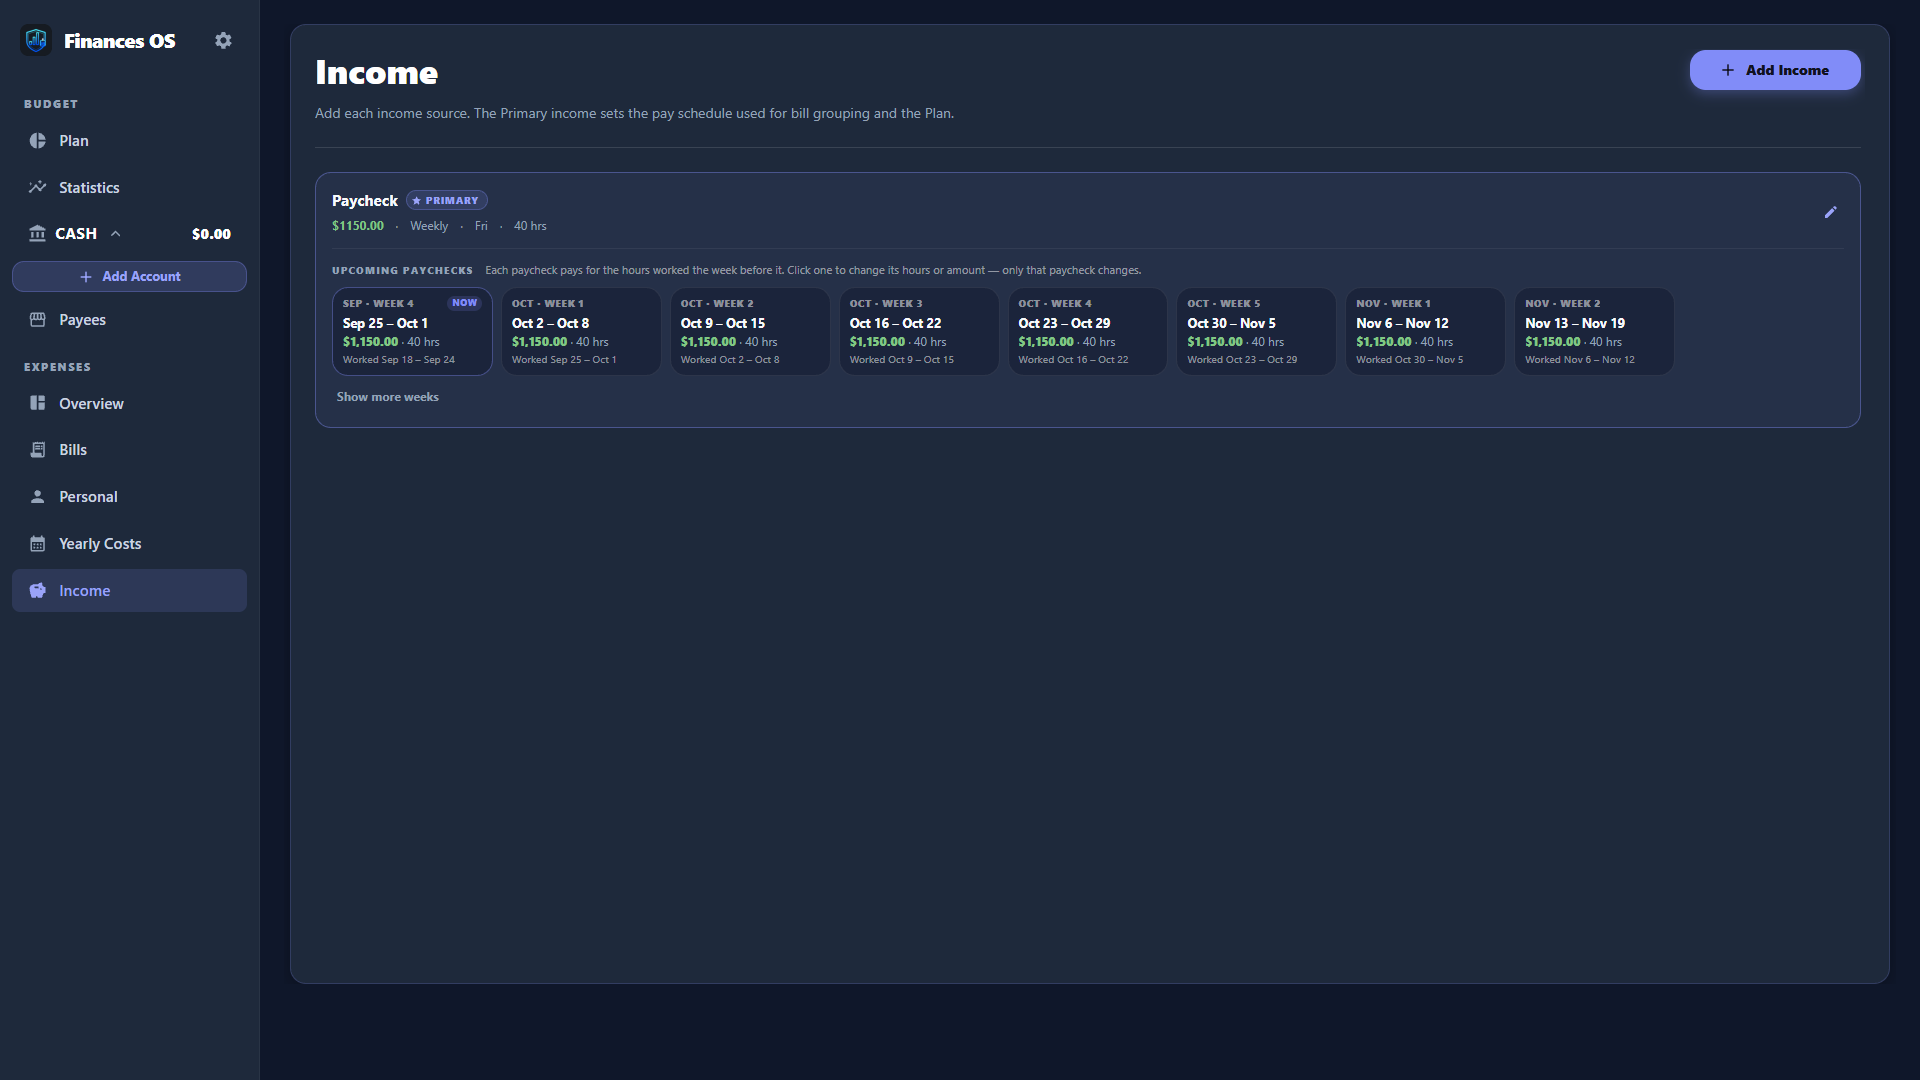 Finances OS
BUDGET
Plan
Statistics
CASH $0.00
+ Add Account
Payees
EXPENSES
Overview
Bills
Personal
Yearly Costs
Income
Income
+ Add Income
Add each income source. The Primary income sets the pay schedule used for bill grouping and the Plan.
Paycheck ★ PRIMARY
$1150.00 · Weekly · Fri · 40 hrs
UPCOMING PAYCHECKS Each paycheck pays for the hours worked the week before it. Click one to change its hours or amount — only that paycheck changes.
SEP · WEEK 4 NOW
Sep 25 – Oct 1
$1,150.00 · 40 hrs
Worked Sep 18 – Sep 24
OCT · WEEK 1
Oct 2 – Oct 8
$1,150.00 · 40 hrs
Worked Sep 25 – Oct 1
OCT · WEEK 2
Oct 9 – Oct 15
$1,150.00 · 40 hrs
Worked Oct 2 – Oct 8
OCT · WEEK 3
Oct 16 – Oct 22
$1,150.00 · 40 hrs
Worked Oct 9 – Oct 15
OCT · WEEK 4
Oct 23 – Oct 29
$1,150.00 · 40 hrs
Worked Oct 16 – Oct 22
OCT · WEEK 5
Oct 30 – Nov 5
$1,150.00 · 40 hrs
Worked Oct 23 – Oct 29
NOV · WEEK 1
Nov 6 – Nov 12
$1,150.00 · 40 hrs
Worked Oct 30 – Nov 5
NOV · WEEK 2
Nov 13 – Nov 19
$1,150.00 · 40 hrs
Worked Nov 6 – Nov 12
Show more weeks